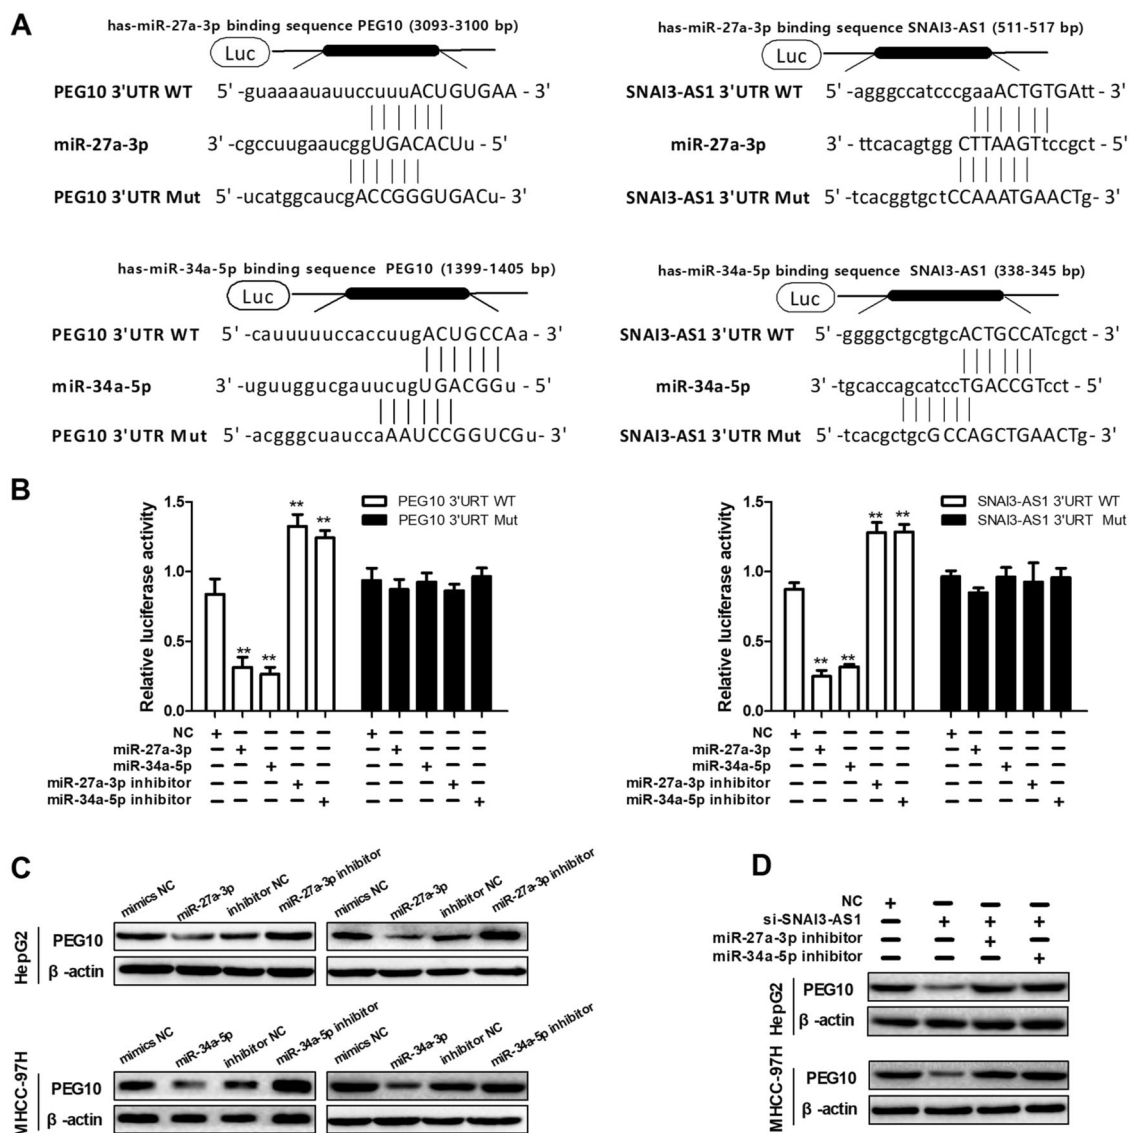 A
has-miR-27a-3p binding sequence PEG10 (3093-3100 bp)
Luc
PEG10 3'UTR WT 5' -guaaaauauuccuuuACUGUGAA - 3'
miR-27a-3p 3' -cgccuugaaucggUGACACUu - 5'
PEG10 3'UTR Mut 5'- ucauggcaucgACCGGGUGACu- 3'
has-miR-27a-3p binding sequence SNAI3-AS1 (511-517 bp)
Luc
SNAI3-AS1 3'UTR WT 5' -agggccatcccgaaACTGTGAtt - 3'
miR-27a-3p 3'- ttcacagtgg CTTAAGTtccgct- 5'
SNAI3-AS1 3'UTR Mut 5'-tcacggtgctCCAAATGAACTg- 3'
has-miR-34a-5p binding sequence PEG10 (1399-1405 bp)
Luc
PEG10 3'UTR WT 5' -cauuuuuccaccuugACUGCCAa - 3'
miR-34a-5p 3' -uguuggucgauucugUGACGGu - 5'
PEG10 3'UTR Mut 5' -acgggcuauccaAAUCCGGUCGu- 3'
has-miR-34a-5p binding sequence SNAI3-AS1 (338-345 bp)
Luc
SNAI3-AS1 3'UTR WT 5' -ggggctgcgtgcACTGCCATcgct - 3'
miR-34a-5p 3'-tgcaccagcatccTGACCGTcct - 5'
SNAI3-AS1 3'UTR Mut 5'-tcacgctgcGCCAGCTGAACTg- 3'
B
Relative luciferase activity
1.5
1.0
0.5
0.0
** ** ** **
PEG10 3'URT WT
PEG10 3'URT Mut
NC + – – – – + – – – –
miR-27a-3p – + – – – – + – – –
miR-34a-5p – – + – – – – + – –
miR-27a-3p inhibitor – – – + – – – – + –
miR-34a-5p inhibitor – – – – + – – – – +
Relative luciferase activity
1.5
1.0
0.5
0.0
** ** ** **
SNAI3-AS1 3'URT WT
SNAI3-AS1 3'URT Mut
NC + – – – – + – – – –
miR-27a-3p – + – – – – + – – –
miR-34a-5p – – + – – – – + – –
miR-27a-3p inhibitor – – – + – – – – + –
miR-34a-5p inhibitor – – – – + – – – – +
C
mimics NC miR-27a-3p inhibitor NC miR-27a-3p inhibitor mimics NC miR-27a-3p inhibitor NC miR-27a-3p inhibitor
HepG2
PEG10
β -actin
mimics NC miR-34a-5p inhibitor NC miR-34a-5p inhibitor mimics NC miR-34a-3p inhibitor NC miR-34a-5p inhibitor
MHCC-97H
PEG10
β -actin
D
NC + – – –
si-SNAI3-AS1 – + + +
miR-27a-3p inhibitor – – + –
miR-34a-5p inhibitor – – – +
HepG2
PEG10
β -actin
MHCC-97H
PEG10
β -actin